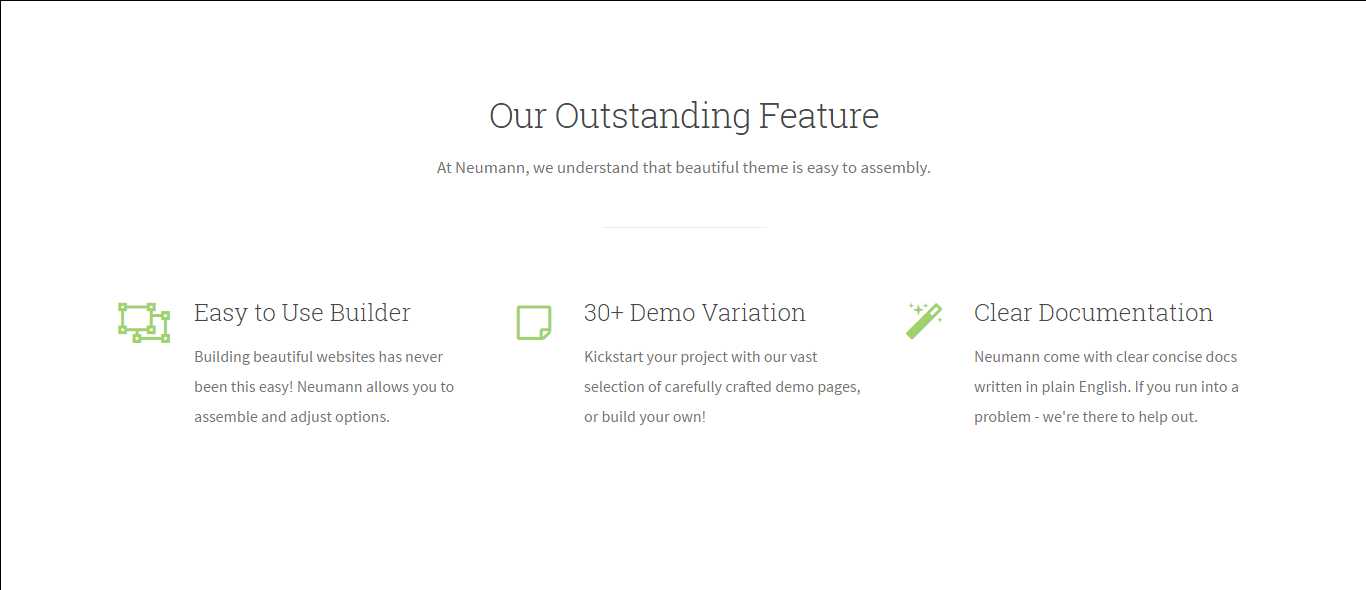 Our Outstanding Feature
At Neumann, we understand that beautiful theme is easy to assembly.
Easy to Use Builder
Building beautiful websites has never
been this easy! Neumann allows you to
assemble and adjust options.
30+ Demo Variation
Kickstart your project with our vast
selection of carefully crafted demo pages,
or build your own!
Clear Documentation
Neumann come with clear concise docs
written in plain English. If you run into a
problem - we're there to help out.